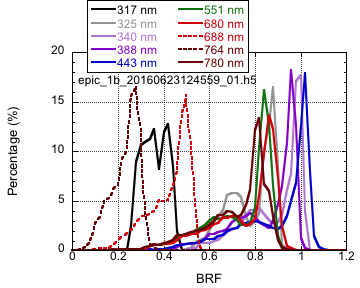 317 nm 551 nm
325 nm 680 nm
340 nm 688 nm
388 nm 764 nm
443 nm 780 nm
epic_1b_20160623124559_01.h5
20
15
10
5
0
Percentage (%)
0 0.2 0.4 0.6 0.8 1 1.2
BRF